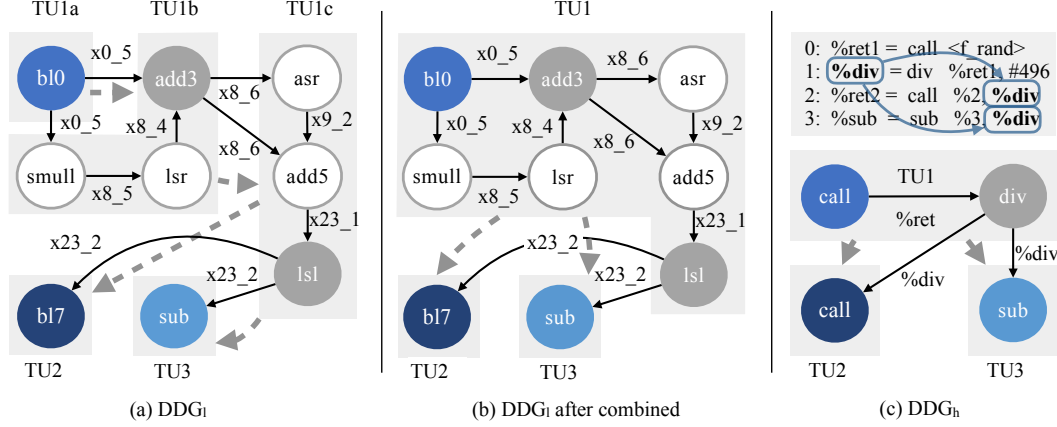 TU1a TU1b TU1c
bl0 x0_5 add3 x8_6 asr
x0_5 x8_4 x8_6 x9_2
smull x8_5 lsr add5
x23_1
x23_2
lsl
x23_2
bl7 sub
TU2 TU3
(a) DDGl
TU1
bl0 x0_5 add3 x8_6 asr
x0_5 x8_4 x8_6 x9_2
smull x8_5 lsr add5
x23_1
x23_2
lsl
x23_2
bl7 sub
TU2 TU3
(b) DDGl after combined
0: %ret1 = call <f_rand>
1: %div = div %ret1, #496
2: %ret2 = call %2, %div
3: %sub = sub %3, %div
TU1
call div
%ret
%div
%div
call sub
TU2 TU3
(c) DDGh